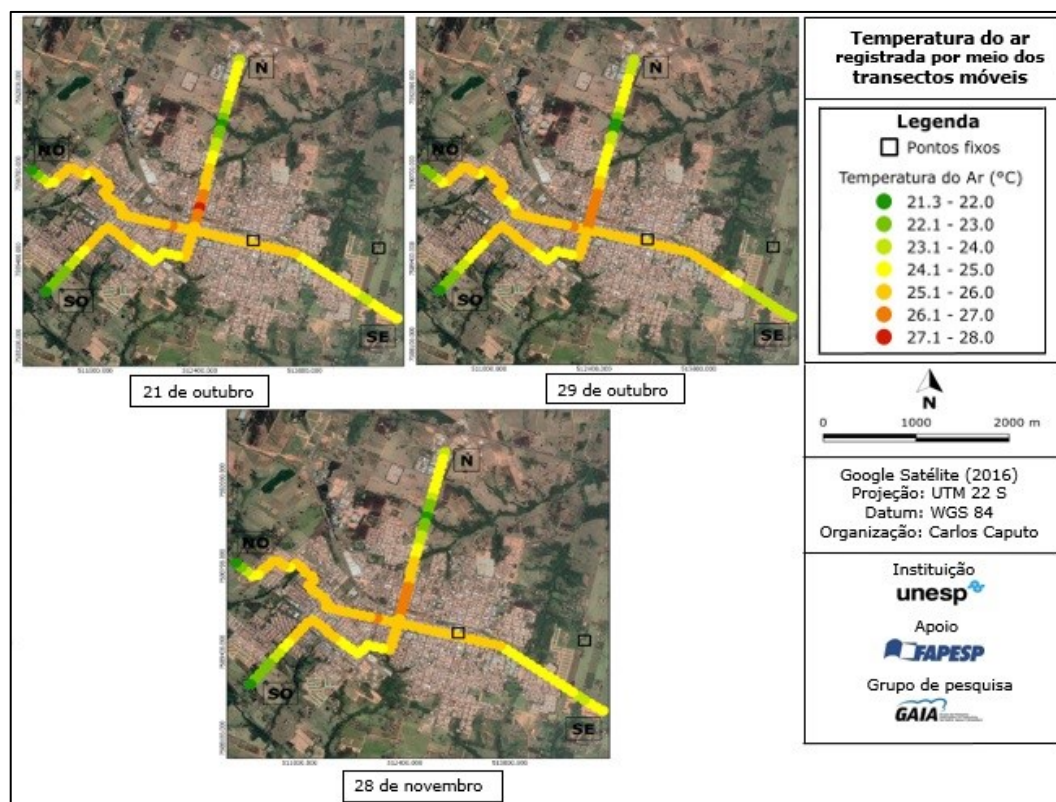 N
NO
SO
SE
21 de outubro
N
NO
SO
SE
29 de outubro
N
NO
SO
SE
28 de novembro
Temperatura do ar
registrada por meio dos
transectos móveis
Legenda
Pontos fixos
Temperatura do Ar (°C)
21.3 - 22.0
22.1 - 23.0
23.1 - 24.0
24.1 - 25.0
25.1 - 26.0
26.1 - 27.0
27.1 - 28.0
N
0 1000 2000 m
Google Satélite (2016)
Projeção: UTM 22 S
Datum: WGS 84
Organização: Carlos Caputo
Instituição
unesp
Apoio
FAPESP
Grupo de pesquisa
GAIA